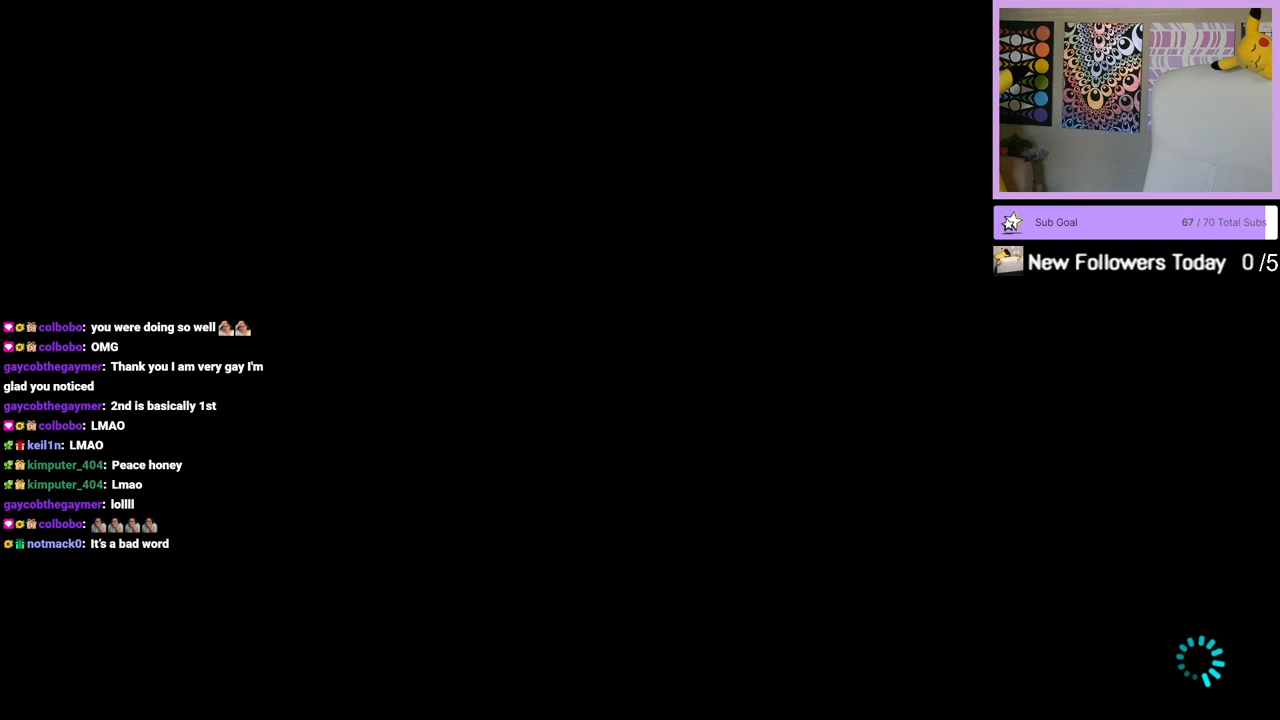 Sub Goal 67 / 70 Total Subs
New Followers Today 0 /5
colbobo: you were doing so well
colbobo: OMG
gaycobthegaymer: Thank you I am very gay I'm
glad you noticed
gaycobthegaymer: 2nd is basically 1st
colbobo: LMAO
keil1n: LMAO
kimputer_404: Peace honey
kimputer_404: Lmao
gaycobthegaymer: lollll
colbobo:
notmack0: It's a bad word